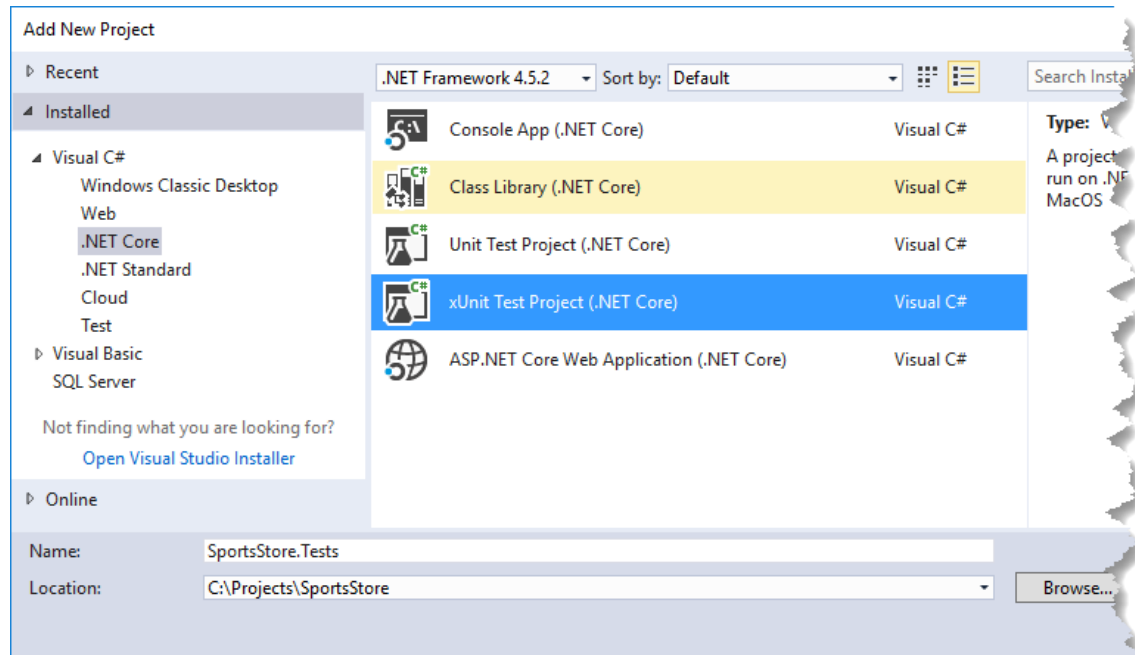 Add New Project
Recent
Installed
Visual C#
Windows Classic Desktop
Web
.NET Core
.NET Standard
Cloud
Test
Visual Basic
SQL Server
Not finding what you are looking for?
Open Visual Studio Installer
Online
.NET Framework 4.5.2 Sort by: Default
Console App (.NET Core) Visual C#
Class Library (.NET Core) Visual C#
Unit Test Project (.NET Core) Visual C#
xUnit Test Project (.NET Core) Visual C#
ASP.NET Core Web Application (.NET Core) Visual C#
Search
Type:
A project
run on
MacOS
Name: SportsStore.Tests
Location: C:\Projects\SportsStore
Browse...